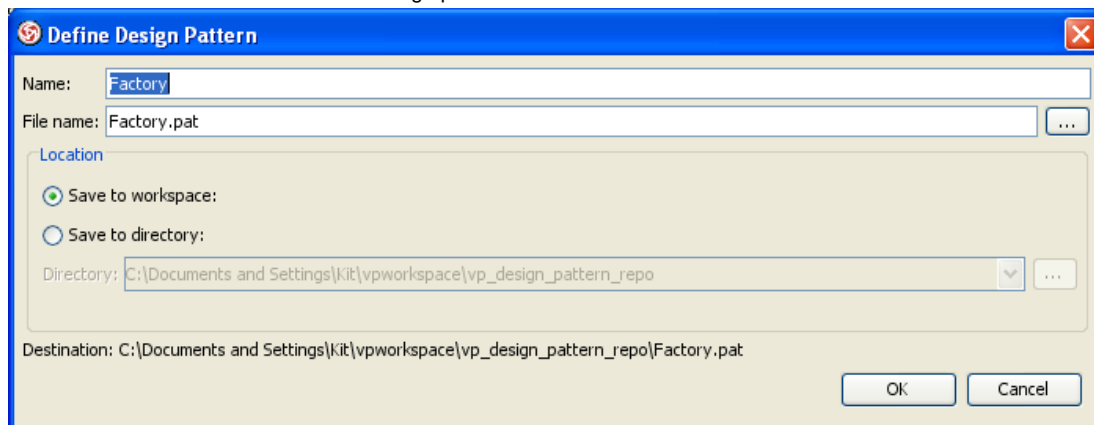 Define Design Pattern
Name: Factory
File name: Factory.pat ...
Location
Save to workspace:
Save to directory:
Directory: C:\Documents and Settings\Kit\vpworkspace\vp_design_pattern_repo ...
Destination: C:\Documents and Settings\Kit\vpworkspace\vp_design_pattern_repo\Factory.pat
OK Cancel